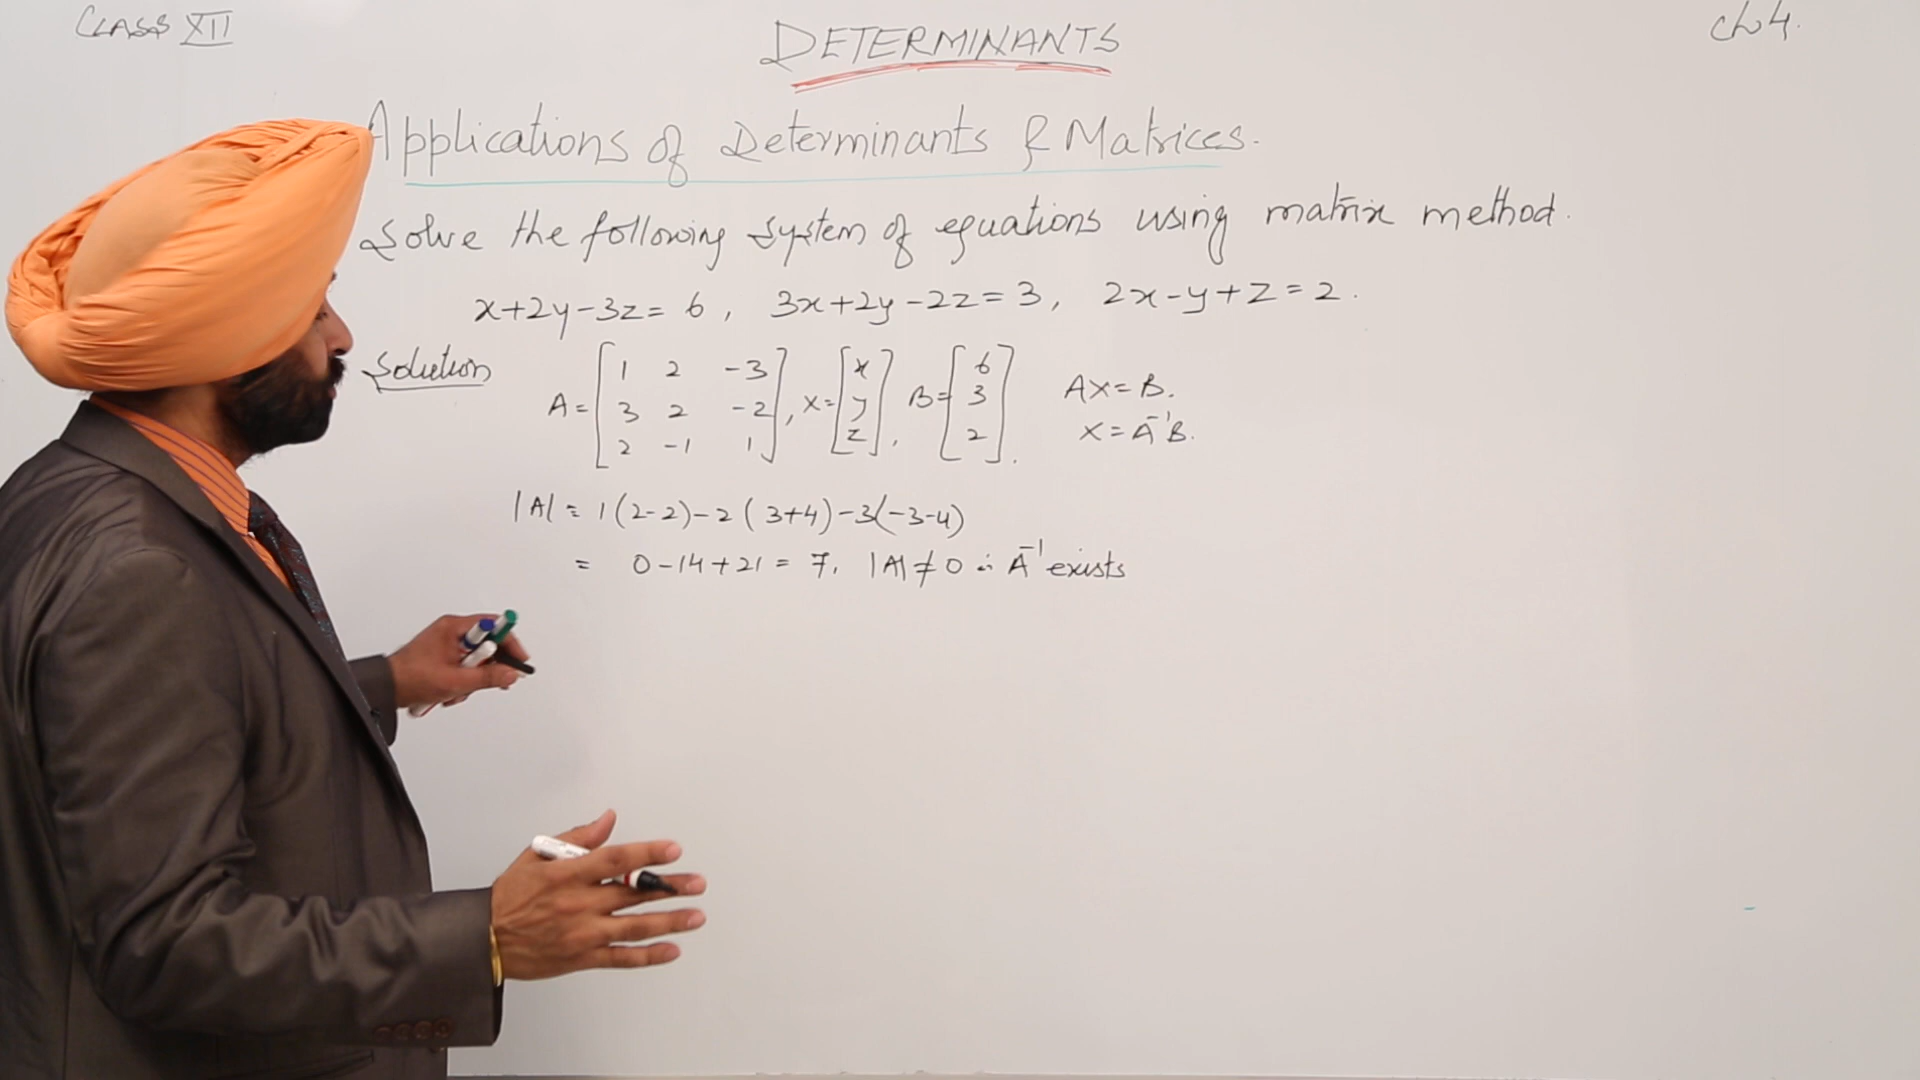 CLASS XII DETERMINANTS Ch 4.
Applications of Determinants & Matrices.
Solve the following system of equations using matrix method.
x+2y-3z= 6 , 3x+2y-2z=3, 2x-y+z=2.
Solution A= [1 2 -3; 3 2 -2; 2 -1 1], X= [x; y; z], B= [6; 3; 2]. AX=B.
X=A⁻¹B.
|A| = 1(2-2)-2(3+4)-3(-3-4)
= 0-14+21 = 7, |A|≠0 ∴ A⁻¹ exists